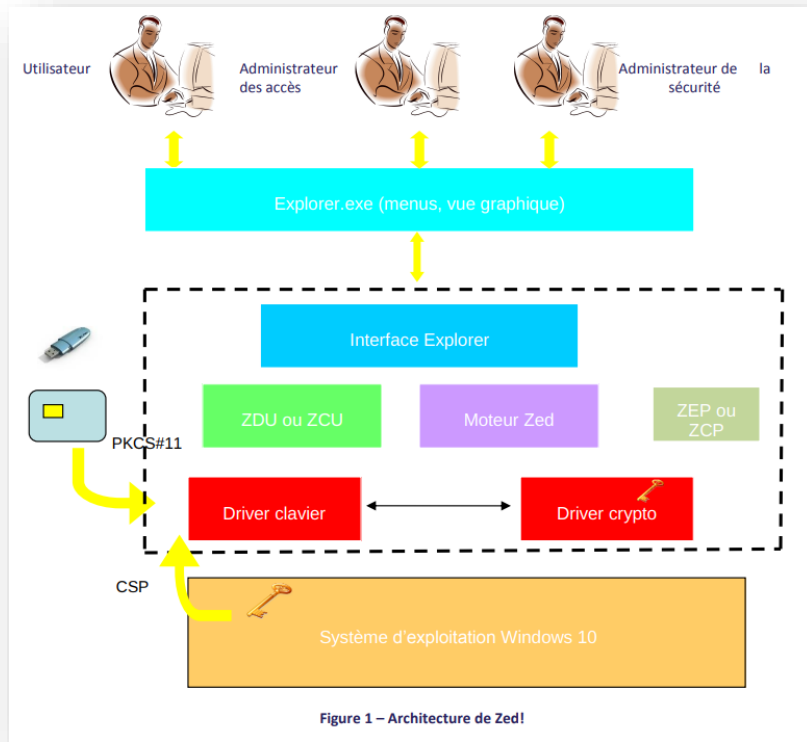 Utilisateur
Administrateur
des accès
Administrateur de la
sécurité
Explorer.exe (menus, vue graphique)
Interface Explorer
ZDU ou ZCU
Moteur Zed
ZEP ou
ZCP
PKCS#11
Driver clavier
Driver crypto
CSP
Système d'exploitation Windows 10
Figure 1 – Architecture de Zed!